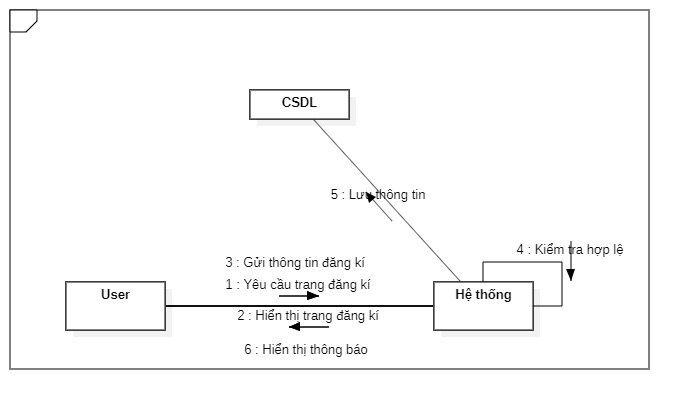 CSDL
5 : Lưu thông tin
4 : Kiểm tra hợp lệ
3 : Gửi thông tin đăng kí
1 : Yêu cầu trang đăng kí
User
Hệ thống
2 : Hiển thị trang đăng kí
6 : Hiển thị thông báo